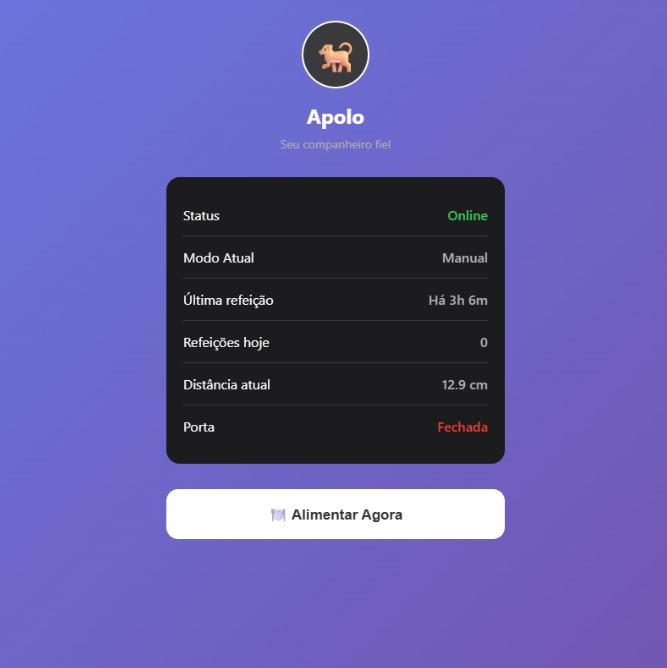 Apolo
Seu companheiro fiel
Status Online
Modo Atual Manual
Última refeição Há 3h 6m
Refeições hoje 0
Distância atual 12.9 cm
Porta Fechada
Alimentar Agora